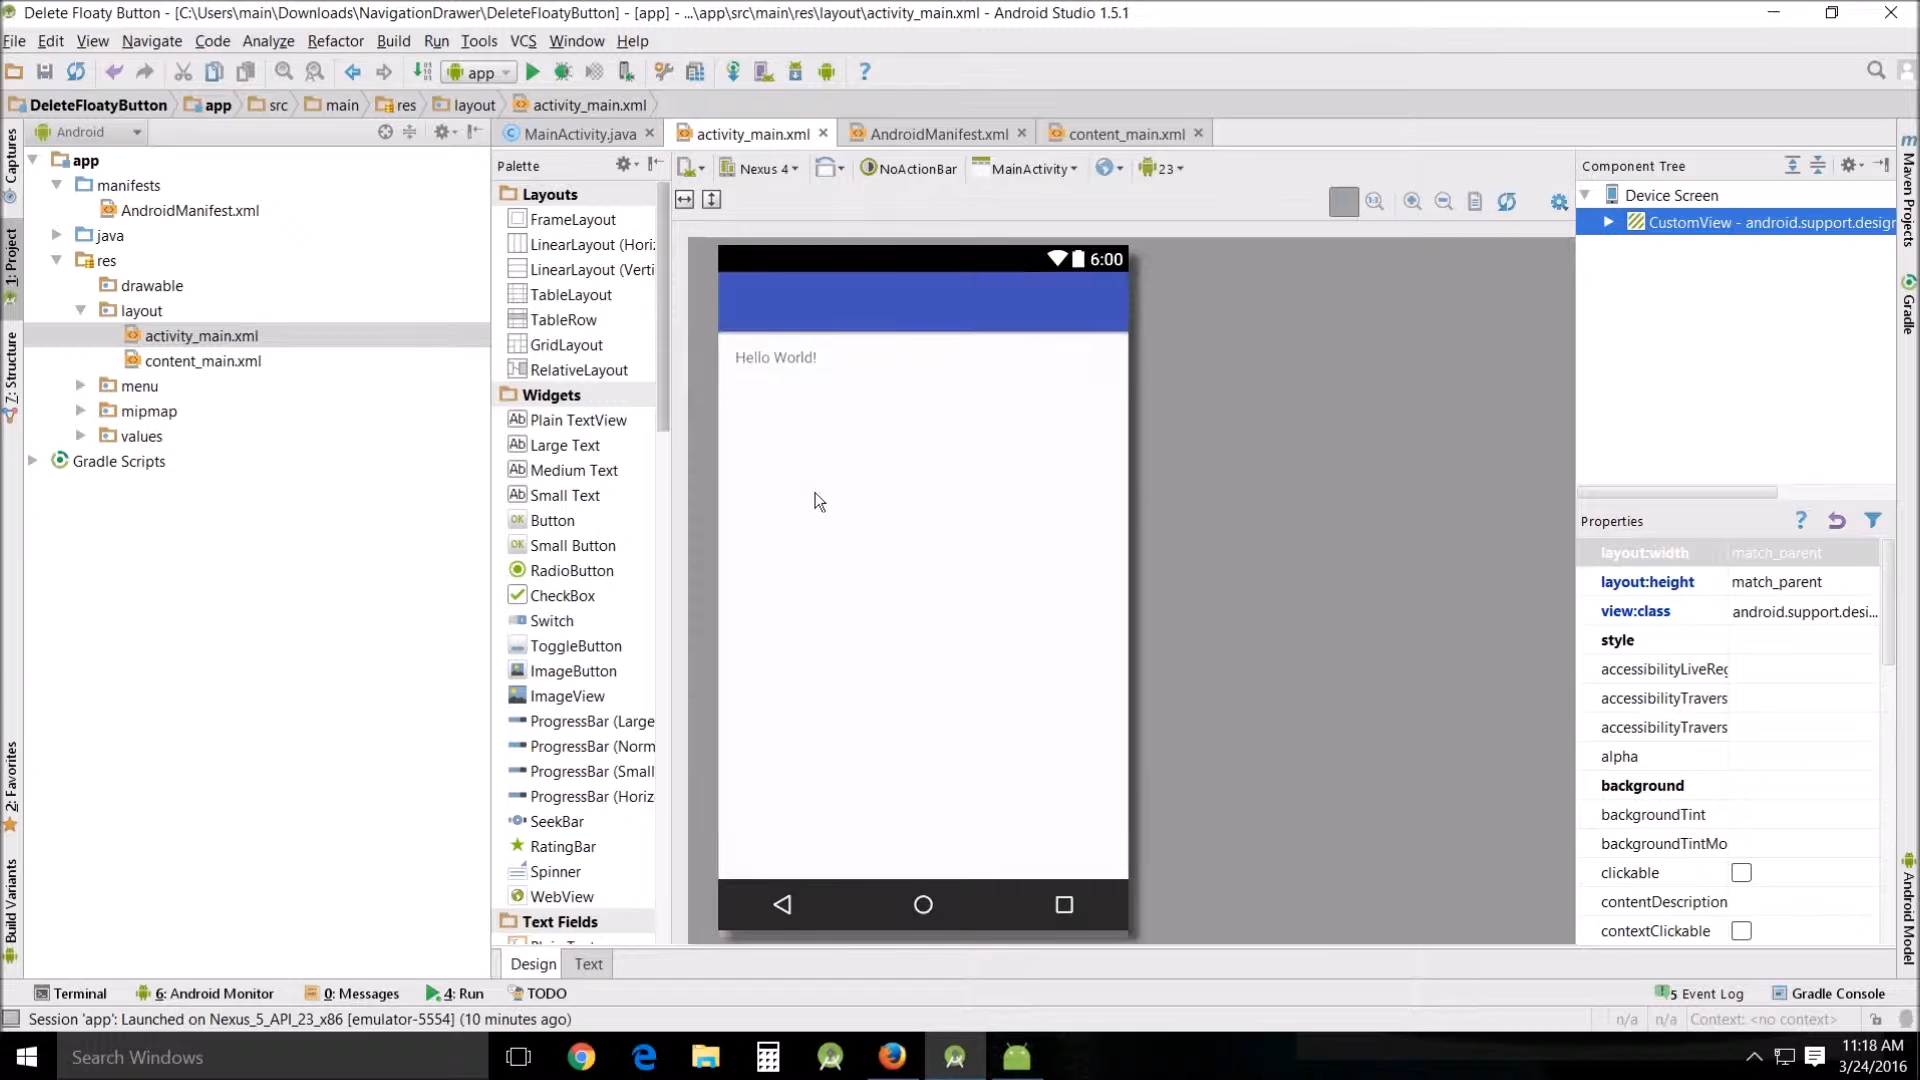 Delete Floaty Button - [C:\Users\main\Downloads\NavigationDrawer\DeleteFloatyButton] - [app] - ...\app\src\main\res\layout\activity_main.xml - Android Studio 1.5.1
File Edit View Navigate Code Analyze Refactor Build Run Tools VCS Window Help
app
DeleteFloatyButton app src main res layout activity_main.xml
Captures
1: Project
7: Structure
2: Favorites
Build Variants
Android
app
manifests
AndroidManifest.xml
java
res
drawable
layout
activity_main.xml
content_main.xml
menu
mipmap
values
Gradle Scripts
MainActivity.java activity_main.xml AndroidManifest.xml content_main.xml
Palette
Layouts
FrameLayout
LinearLayout (Hori:
LinearLayout (Verti
TableLayout
TableRow
GridLayout
RelativeLayout
Widgets
Plain TextView
Large Text
Medium Text
Small Text
Button
Small Button
RadioButton
CheckBox
Switch
ToggleButton
ImageButton
ImageView
ProgressBar (Large
ProgressBar (Norm
ProgressBar (Small
ProgressBar (Horiz
SeekBar
RatingBar
Spinner
WebView
Text Fields
Nexus 4 NoActionBar MainActivity 23
6:00
Hello World!
Design Text
Component Tree
Device Screen
CustomView - android.support.design
Properties
layout:width match_parent
layout:height match_parent
view:class android.support.desi...
style
accessibilityLiveReg
accessibilityTravers
accessibilityTravers
alpha
background
backgroundTint
backgroundTintMo
clickable
contentDescription
contextClickable
Maven Projects
Gradle
Android Model
Terminal 6: Android Monitor 0: Messages 4: Run TODO 5 Event Log Gradle Console
Session 'app': Launched on Nexus_5_API_23_x86 [emulator-5554] (10 minutes ago) n/a n/a Context: <no context>
Search Windows
11:18 AM
3/24/2016